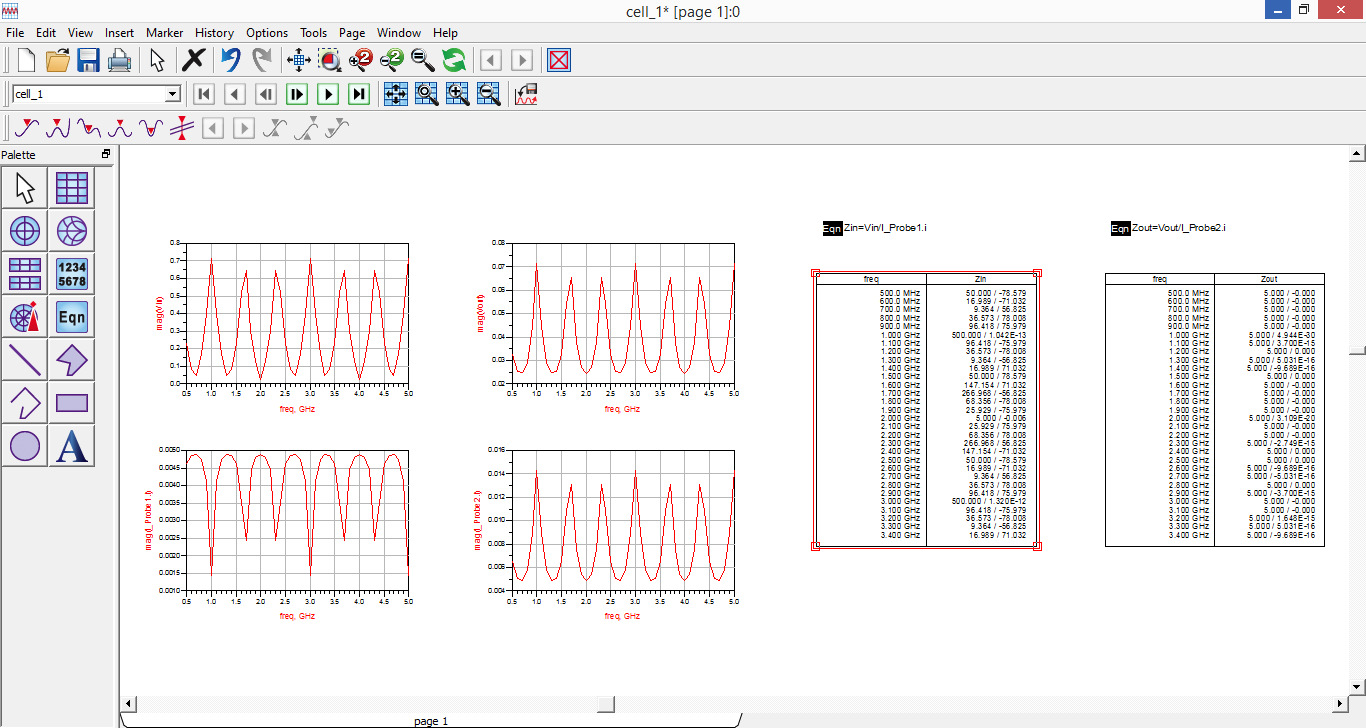 cell_1* [page 1]:0
File Edit View Insert Marker History Options Tools Page Window Help
cell_1
Palette
1234
5678
Eqn
A
0.8
0.7
0.6
0.5
0.4
0.3
0.2
0.1
0.0
mag(Vin)
0.5 1.0 1.5 2.0 2.5 3.0 3.5 4.0 4.5 5.0
freq, GHz
0.08
0.07
0.06
0.05
0.04
0.03
0.02
mag(Vout)
0.5 1.0 1.5 2.0 2.5 3.0 3.5 4.0 4.5 5.0
freq, GHz
0.0050
0.0045
0.0040
0.0035
0.0030
0.0025
0.0020
0.0015
0.0010
mag(I_Probe1.i)
0.5 1.0 1.5 2.0 2.5 3.0 3.5 4.0 4.5 5.0
freq, GHz
0.016
0.014
0.012
0.010
0.008
0.006
0.004
mag(I_Probe2.i)
0.5 1.0 1.5 2.0 2.5 3.0 3.5 4.0 4.5 5.0
freq, GHz
Eqn Zin=Vin/I_Probe1.i
freq Zin
500.0 MHz 50.000 / -78.579
600.0 MHz 16.989 / -71.032
700.0 MHz 9.364 / 56.825
800.0 MHz 36.573 / 78.008
900.0 MHz 96.418 / 75.979
1.000 GHz 500.000 / 1.042E-13
1.100 GHz 96.418 / -75.979
1.200 GHz 36.573 / -78.008
1.300 GHz 9.364 / -56.825
1.400 GHz 16.989 / 71.032
1.500 GHz 50.000 / 78.579
1.600 GHz 147.154 / 71.032
1.700 GHz 266.968 / -56.825
1.800 GHz 68.356 / -78.008
1.900 GHz 25.929 / -75.979
2.000 GHz 5.000 / -0.006
2.100 GHz 25.929 / 75.979
2.200 GHz 68.356 / 78.008
2.300 GHz 266.968 / 56.825
2.400 GHz 147.154 / -71.032
2.500 GHz 50.000 / -78.579
2.600 GHz 16.989 / -71.032
2.700 GHz 9.364 / 56.825
2.800 GHz 36.573 / 78.008
2.900 GHz 96.418 / 75.979
3.000 GHz 500.000 / 1.320E-12
3.100 GHz 96.418 / -75.979
3.200 GHz 36.573 / -78.008
3.300 GHz 9.364 / -56.825
3.400 GHz 16.989 / 71.032
Eqn Zout=Vout/I_Probe2.i
freq Zout
500.0 MHz 5.000 / -0.000
600.0 MHz 5.000 / -0.000
700.0 MHz 5.000 / -0.000
800.0 MHz 5.000 / -0.000
900.0 MHz 5.000 / -0.000
1.000 GHz 5.000 / 4.944E-30
1.100 GHz 5.000 / 3.700E-15
1.200 GHz 5.000 / 0.000
1.300 GHz 5.000 / 5.031E-16
1.400 GHz 5.000 / -9.689E-16
1.500 GHz 5.000 / 0.000
1.600 GHz 5.000 / -0.000
1.700 GHz 5.000 / -0.000
1.800 GHz 5.000 / -0.000
1.900 GHz 5.000 / -0.000
2.000 GHz 5.000 / 3.109E-20
2.100 GHz 5.000 / -0.000
2.200 GHz 5.000 / -0.000
2.300 GHz 5.000 / -2.749E-15
2.400 GHz 5.000 / 0.000
2.500 GHz 5.000 / 0.000
2.600 GHz 5.000 / -9.689E-16
2.700 GHz 5.000 / -5.031E-16
2.800 GHz 5.000 / 0.000
2.900 GHz 5.000 / -3.700E-15
3.000 GHz 5.000 / -0.000
3.100 GHz 5.000 / -0.000
3.200 GHz 5.000 / 1.648E-15
3.300 GHz 5.000 / 5.031E-16
3.400 GHz 5.000 / -9.689E-16
page 1